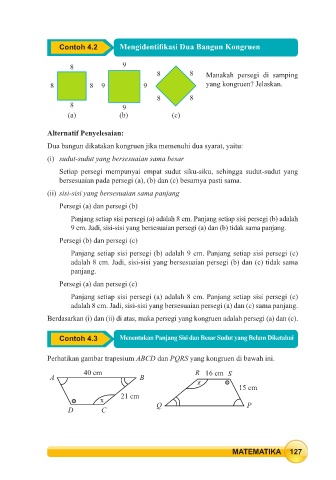 Contoh 4.2 Mengidentifikasi Dua Bangun Kongruen
8 9
8 8 Manakah persegi di samping
8 8 9 9 yang kongruen? Jelaskan.
8 8
8 9
(a) (b) (c)
Alternatif Penyelesaian:
Dua bangun dikatakan kongruen jika memenuhi dua syarat, yaitu:
(i) sudut-sudut yang bersesuaian sama besar
Setiap persegi mempunyai empat sudut siku-siku, sehingga sudut-sudut yang
bersesuaian pada persegi (a), (b) dan (c) besarnya pasti sama.
(ii) sisi-sisi yang bersesuaian sama panjang
Persegi (a) dan persegi (b)
Panjang setiap sisi persegi (a) adalah 8 cm. Panjang setiap sisi persegi (b) adalah
9 cm. Jadi, sisi-sisi yang bersesuaian persegi (a) dan (b) tidak sama panjang.
Persegi (b) dan persegi (c)
Panjang setiap sisi persegi (b) adalah 9 cm. Panjang setiap sisi persegi (c)
adalah 8 cm. Jadi, sisi-sisi yang bersesuaian persegi (b) dan (c) tidak sama
panjang.
Persegi (a) dan persegi (c)
Panjang setiap sisi persegi (a) adalah 8 cm. Panjang setiap sisi persegi (c)
adalah 8 cm. Jadi, sisi-sisi yang bersesuaian persegi (a) dan (c) sama panjang.
Berdasarkan (i) dan (ii) di atas, maka persegi yang kongruen adalah persegi (a) dan (c).
Contoh 4.3 Menentukan Panjang Sisi dan Besar Sudut yang Belum Diketahui
Perhatikan gambar trapesium ABCD dan PQRS yang kongruen di bawah ini.
A 40 cm B R 16 cm S
x
15 cm
21 cm
x
D C Q P
MATEMATIKA 127